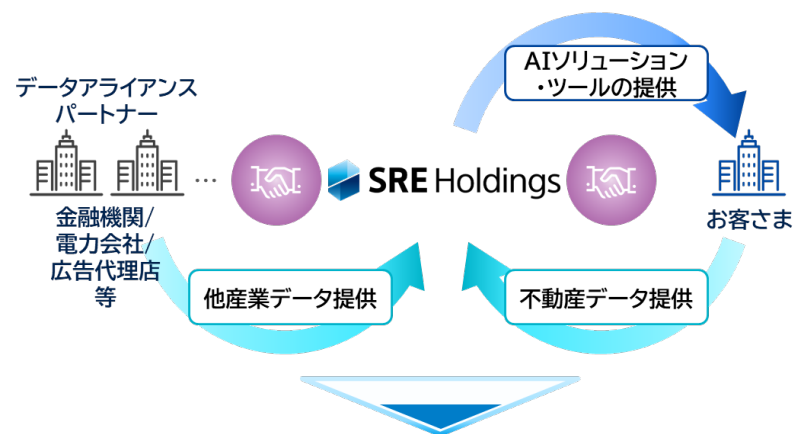 AIソリューション
・ツールの提供
データアライアンス
パートナー
…
SRE Holdings
お客さま
金融機関/
電力会社/
広告代理店
等
他産業データ提供
不動産データ提供